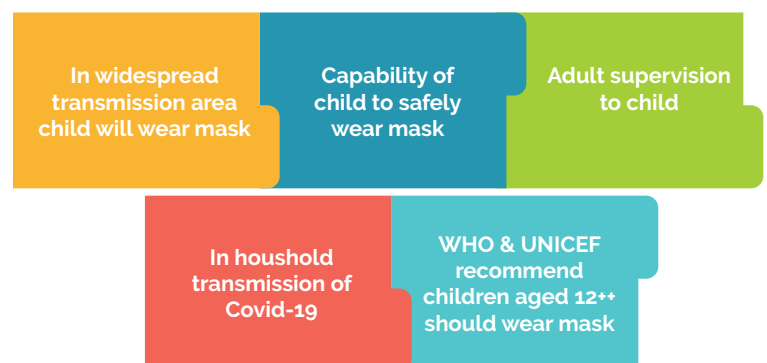 In widespread
transmission area
child will wear mask
Capability of
child to safely
wear mask
Adult supervision
to child
In houshold
transmission of
Covid-19
WHO & UNICEF
recommend
children aged 12++
should wear mask